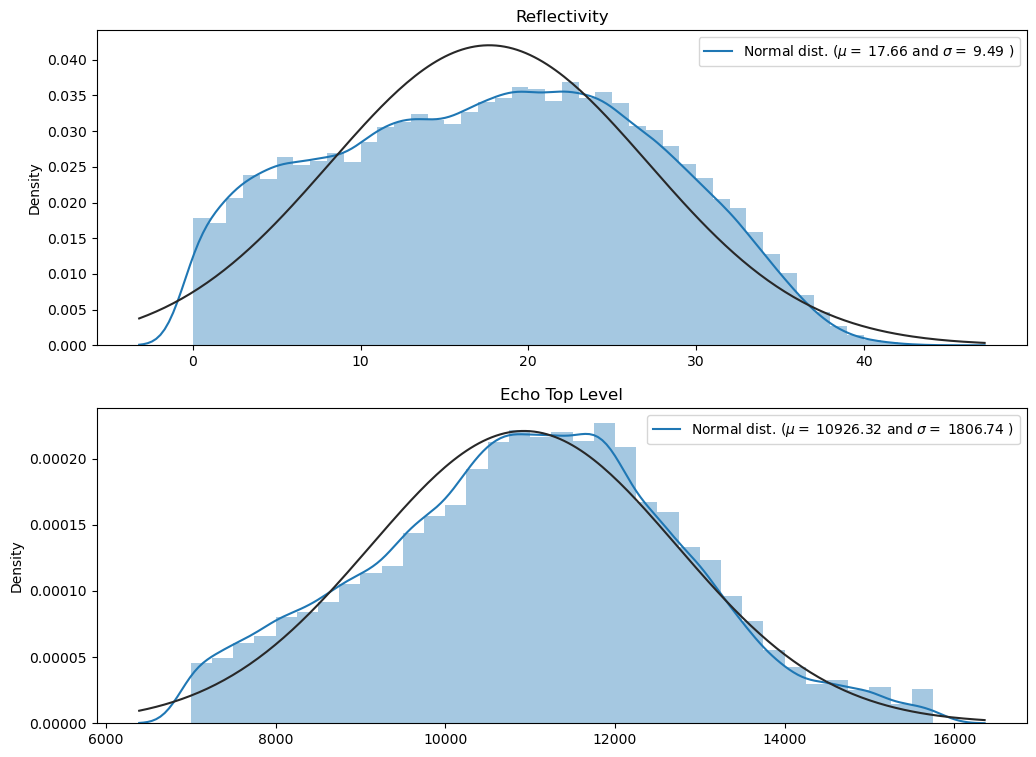 Reflectivity
Normal dist. (μ = 17.66 and σ = 9.49 )
Density
0.040
0.035
0.030
0.025
0.020
0.015
0.010
0.005
0.000
0 10 20 30 40
Echo Top Level
Normal dist. (μ = 10926.32 and σ = 1806.74 )
Density
0.00020
0.00015
0.00010
0.00005
0.00000
6000 8000 10000 12000 14000 16000